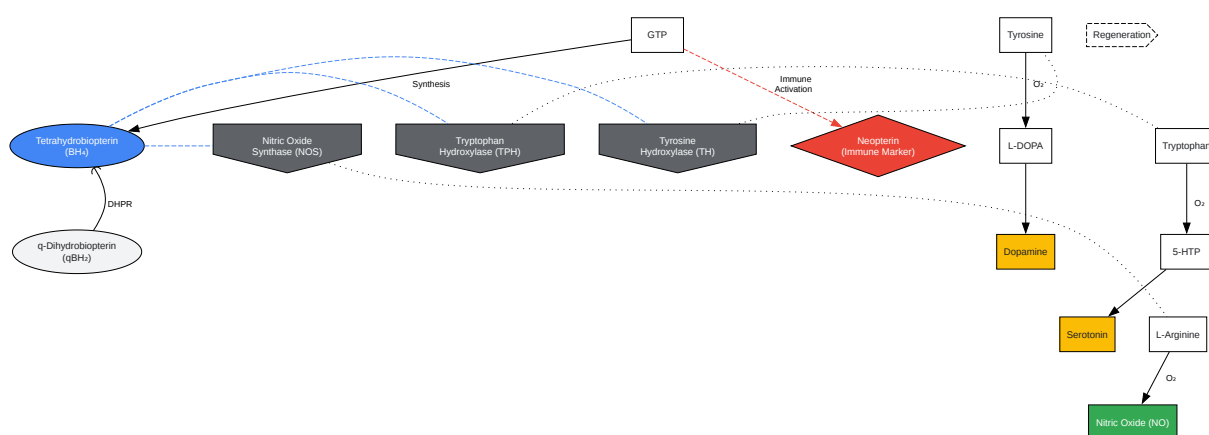 GTP
Tyrosine
Regeneration
Synthesis
Immune
Activation
O₂
Tetrahydrobiopterin
(BH₄)
Nitric Oxide
Synthase (NOS)
Tryptophan
Hydroxylase (TPH)
Tyrosine
Hydroxylase (TH)
Neopterin
(Immune Marker)
L-DOPA
Tryptophan
DHPR
O₂
q-Dihydrobiopterin
(qBH₂)
Dopamine
5-HTP
Serotonin
L-Arginine
O₂
Nitric Oxide (NO)